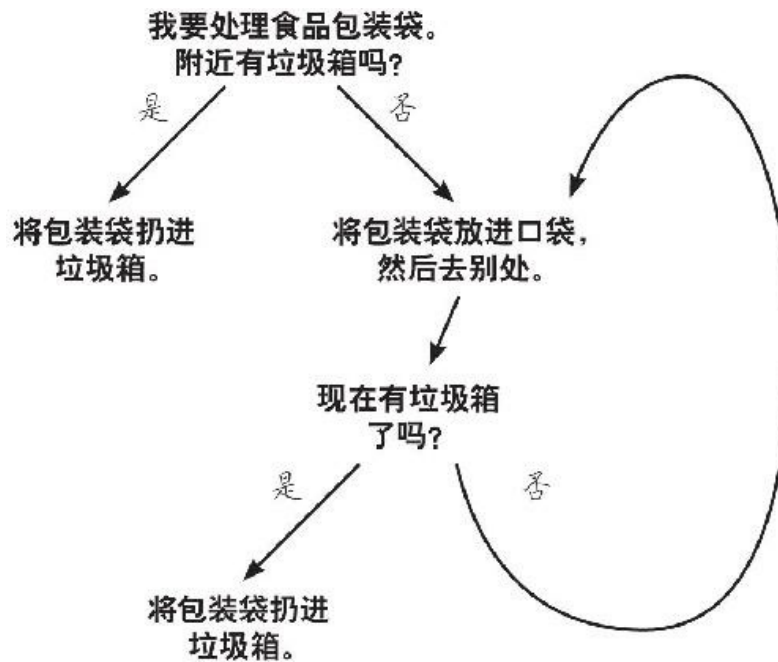 我要处理食品包装袋。
附近有垃圾箱吗？
是
否
将包装袋扔进
垃圾箱。
将包装袋放进口袋，
然后去别处。
现在有垃圾箱
了吗？
是
否
将包装袋扔进
垃圾箱。